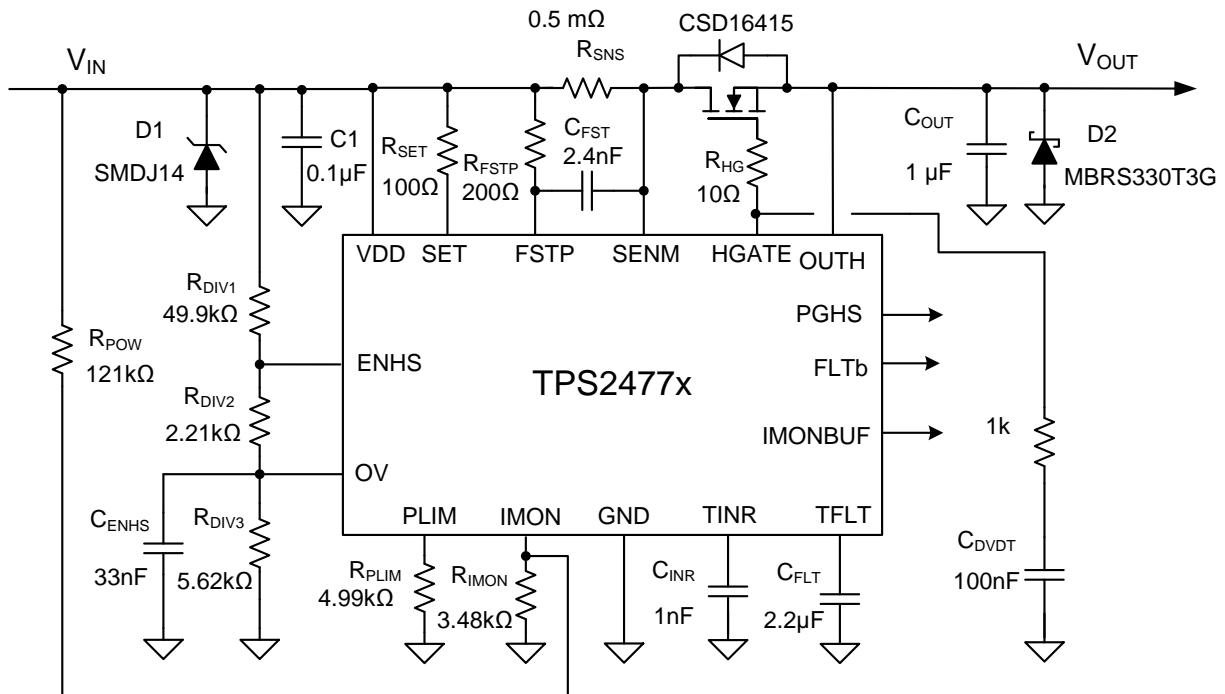 0.5 mΩ
CSD16415
R_SNS
V_IN
V_OUT
D1
SMDJ14
C1
0.1µF
R_SET
100Ω
R_FSTP
200Ω
C_FST
2.4nF
R_HG
10Ω
C_OUT
1 µF
D2
MBRS330T3G
VDD
SET
FSTP
SENM
HGATE
OUTH
R_DIV1
49.9kΩ
R_POW
121kΩ
ENHS
TPS2477x
PGHS
FLTb
IMONBUF
R_DIV2
2.21kΩ
1k
OV
C_ENHS
33nF
R_DIV3
5.62kΩ
PLIM
IMON
GND
TINR
TFLT
R_PLIM
4.99kΩ
R_IMON
3.48kΩ
C_INR
1nF
C_FLT
2.2µF
C_DVDT
100nF